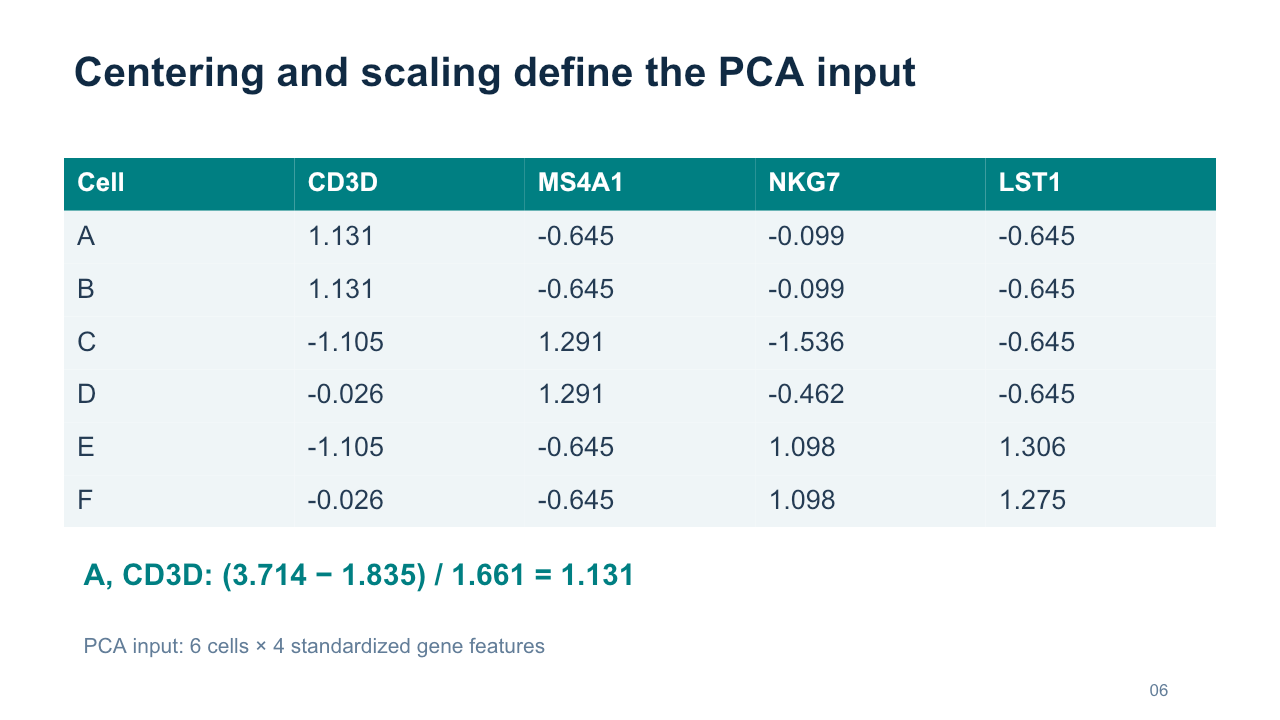 Centering and scaling define the PCA input
Cell CD3D MS4A1 NKG7 LST1
A 1.131 -0.645 -0.099 -0.645
B 1.131 -0.645 -0.099 -0.645
C -1.105 1.291 -1.536 -0.645
D -0.026 1.291 -0.462 -0.645
E -1.105 -0.645 1.098 1.306
F -0.026 -0.645 1.098 1.275
A, CD3D: (3.714 − 1.835) / 1.661 = 1.131
PCA input: 6 cells × 4 standardized gene features
06